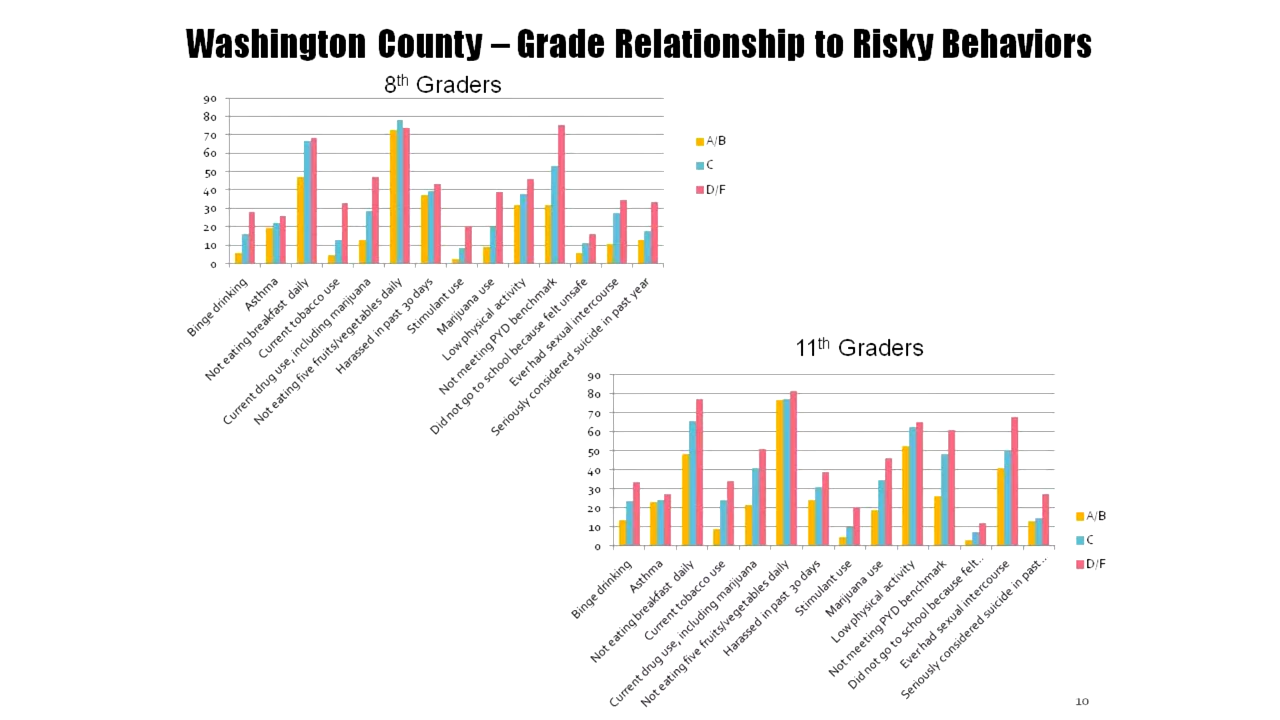 Washington County – Grade Relationship to Risky Behaviors
8th Graders
90
80
70
60
50
40
30
20
10
0
Binge drinking
Asthma
Not eating breakfast daily
Current tobacco use
Current drug use, including marijuana
Not eating five fruits/vegetables daily
Harassed in past 30 days
Stimulant use
Marijuana use
Low physical activity
Not meeting PYD benchmark
Did not go to school because felt unsafe
Ever had sexual intercourse
Seriously considered suicide in past year
A/B
C
D/F
11th Graders
90
80
70
60
50
40
30
20
10
0
Binge drinking
Asthma
Not eating breakfast daily
Current tobacco use
Current drug use, including marijuana
Not eating five fruits/vegetables daily
Harassed in past 30 days
Stimulant use
Marijuana use
Low physical activity
Not meeting PYD benchmark
Did not go to school because felt...
Ever had sexual intercourse
Seriously considered suicide in past...
A/B
C
D/F
10